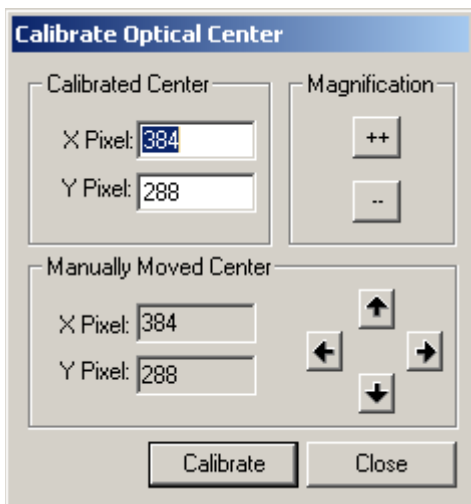 Calibrate Optical Center
Calibrated Center
Magnification
X Pixel: 384
++
Y Pixel: 288
--
Manually Moved Center
X Pixel: 384
Y Pixel: 288
Calibrate
Close